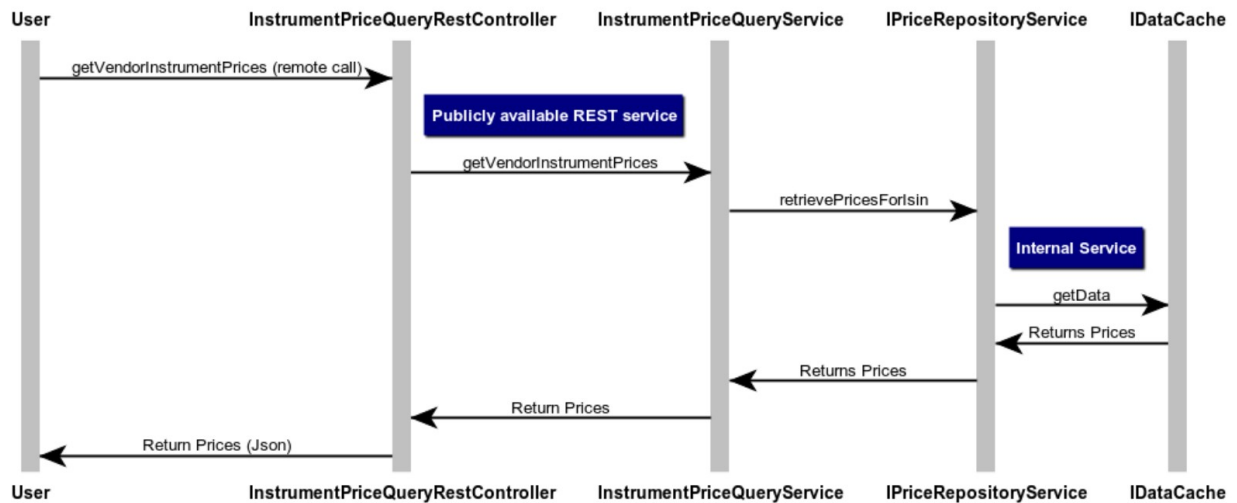 User InstrumentPriceQueryRestController InstrumentPriceQueryService IPriceRepositoryService IDataCache
getVendorInstrumentPrices (remote call)
Publicly available REST service
getVendorInstrumentPrices
retrievePricesForIsin
Internal Service
getData
Returns Prices
Returns Prices
Return Prices
Return Prices (Json)
User InstrumentPriceQueryRestController InstrumentPriceQueryService IPriceRepositoryService IDataCache